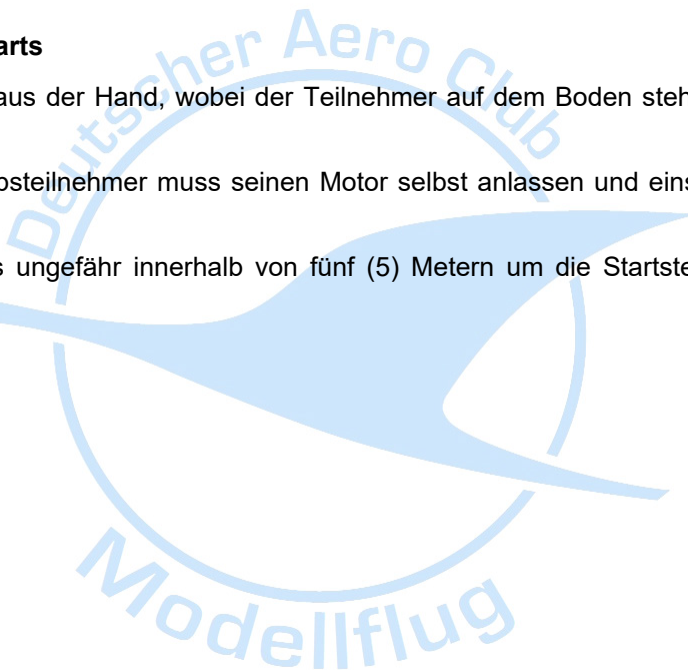 arts
aus der Hand, wobei der Teilnehmer auf dem Boden steh
bsteilnehmer muss seinen Motor selbst anlassen und eins
s ungefähr innerhalb von fünf (5) Metern um die Startste
Deutscher Aero Club
Modellflug